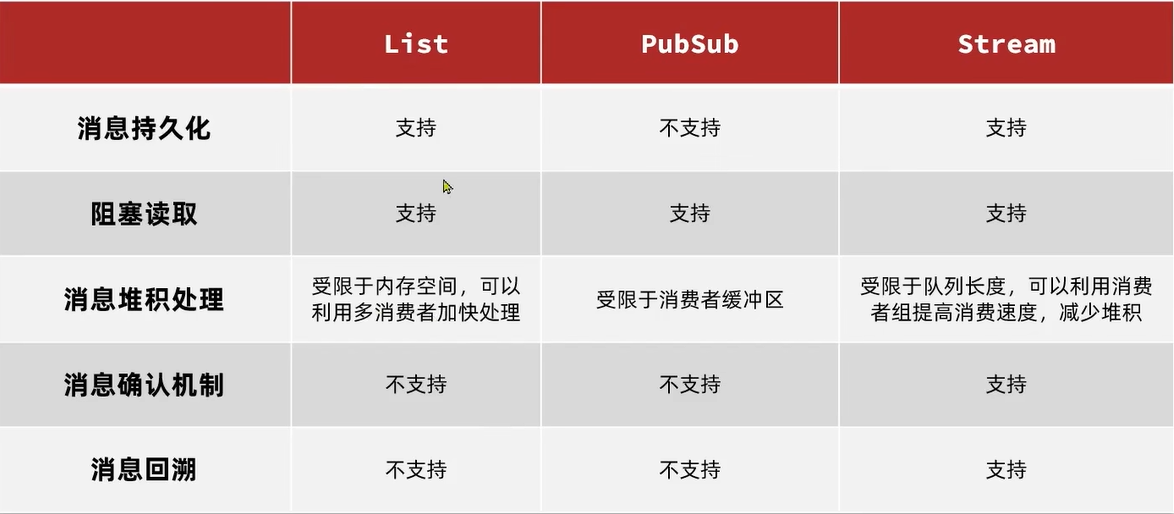 List PubSub Stream
消息持久化 支持 不支持 支持
阻塞读取 支持 支持 支持
消息堆积处理 受限于内存空间，可以 受限于消费者缓冲区 受限于队列长度，可以利用消费
利用多消费者加快处理 者组提高消费速度，减少堆积
消息确认机制 不支持 不支持 支持
消息回溯 不支持 不支持 支持